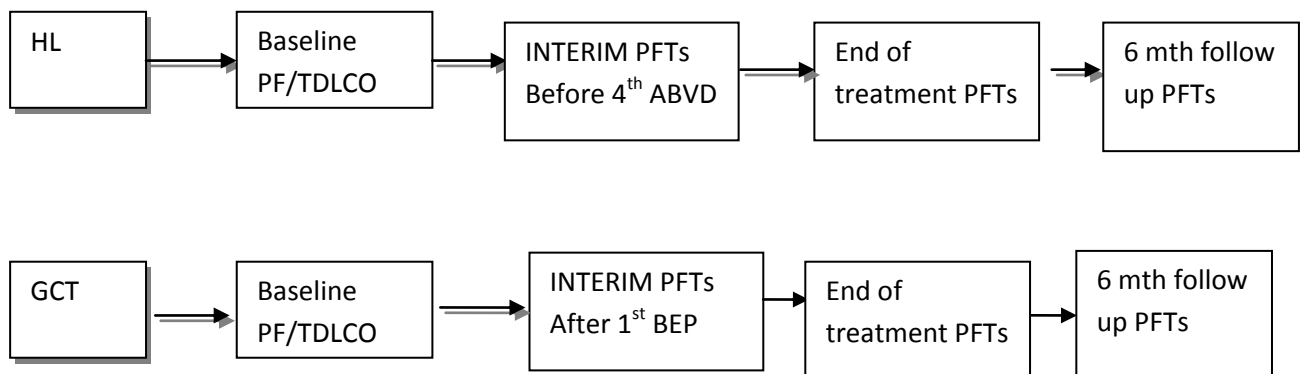 HL
Baseline
PF/TDLCO
INTERIM PFTs
Before 4th ABVD
End of
treatment PFTs
6 mth follow
up PFTs
GCT
Baseline
PF/TDLCO
INTERIM PFTs
After 1st BEP
End of
treatment PFTs
6 mth follow
up PFTs